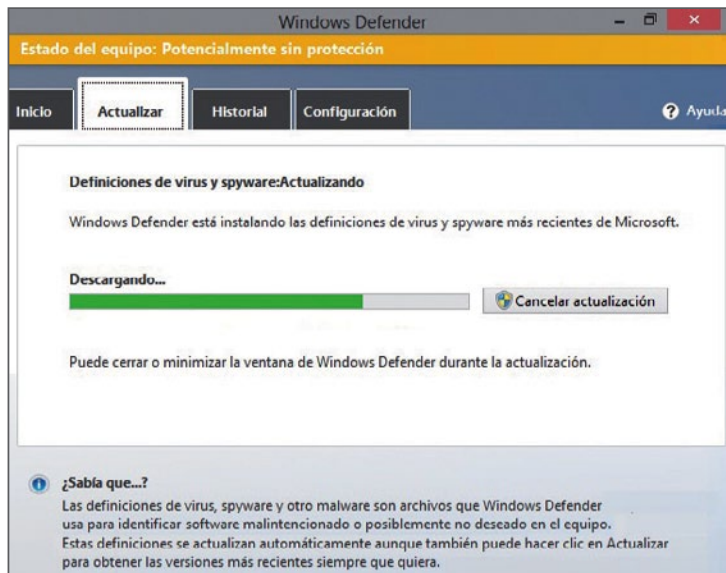 Windows Defender
Estado del equipo: Potencialmente sin protección
Inicio
Actualizar
Historial
Configuración
? Ayuda
Definiciones de virus y spyware:Actualizando
Windows Defender está instalando las definiciones de virus y spyware más recientes de Microsoft.
Descargando...
Cancelar actualización
Puede cerrar o minimizar la ventana de Windows Defender durante la actualización.
¿Sabía que...?
Las definiciones de virus, spyware y otro malware son archivos que Windows Defender
usa para identificar software malintencionado o posiblemente no deseado en el equipo.
Estas definiciones se actualizan automáticamente aunque también puede hacer clic en Actualizar
para obtener las versiones más recientes siempre que quiera.